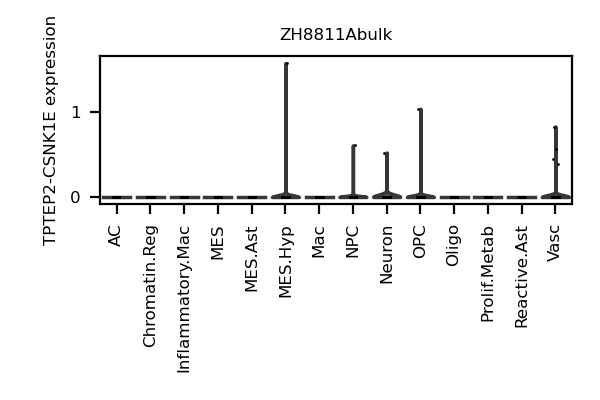 ZH8811Abulk
TPTEP2-CSNK1E expression
1
0
AC
Chromatin.Reg
Inflammatory.Mac
MES
MES.Ast
MES.Hyp
Mac
NPC
Neuron
OPC
Oligo
Prolif.Metab
Reactive.Ast
Vasc